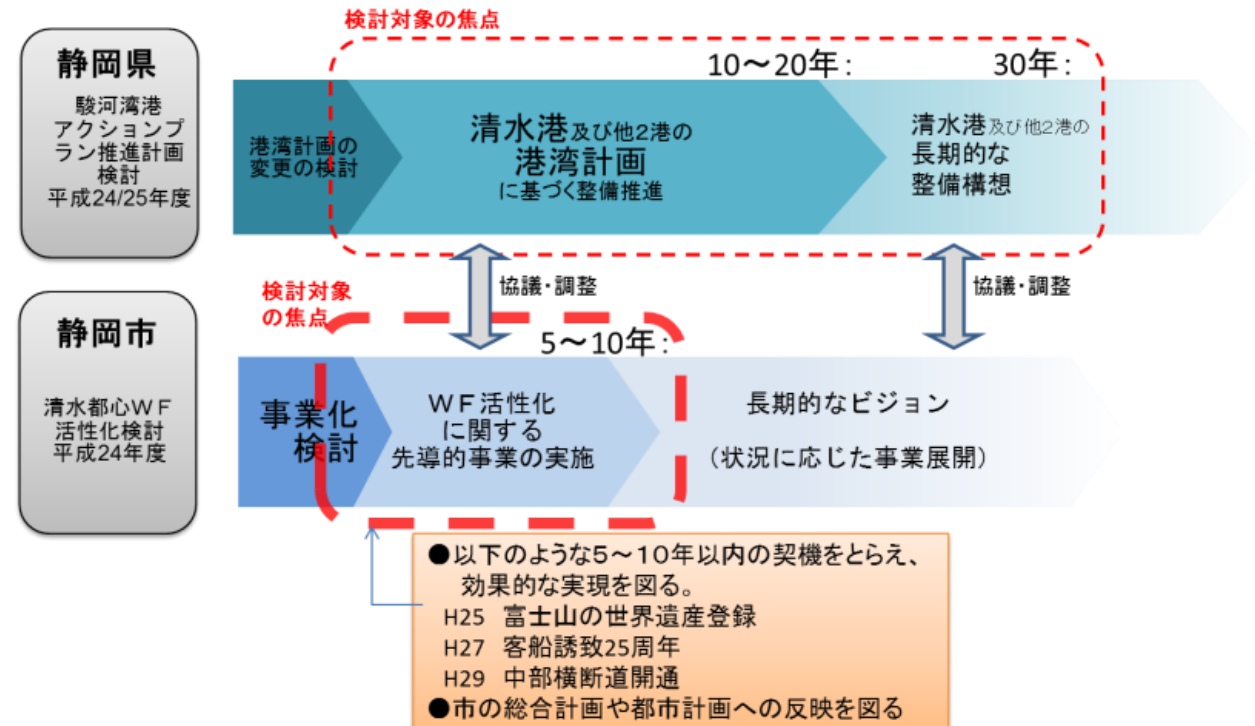 検討対象の焦点
静岡県
駿河湾港
アクションプ
ラン推進計画
検討
平成24/25年度
10～20年：
30年：
港湾計画の
変更の検討
清水港及び他2港の
港湾計画
に基づく整備推進
清水港及び他2港の
長期的な
整備構想
協議・調整
協議・調整
検討対象
の焦点
静岡市
清水都心ＷＦ
活性化検討
平成24年度
5～10年：
事業化
検討
ＷＦ活性化
に関する
先導的事業の実施
長期的なビジョン
（状況に応じた事業展開）
●以下のような5～１０年以内の契機をとらえ、
効果的な実現を図る。
H25 富士山の世界遺産登録
H27 客船誘致25周年
H29 中部横断道開通
●市の総合計画や都市計画への反映を図る